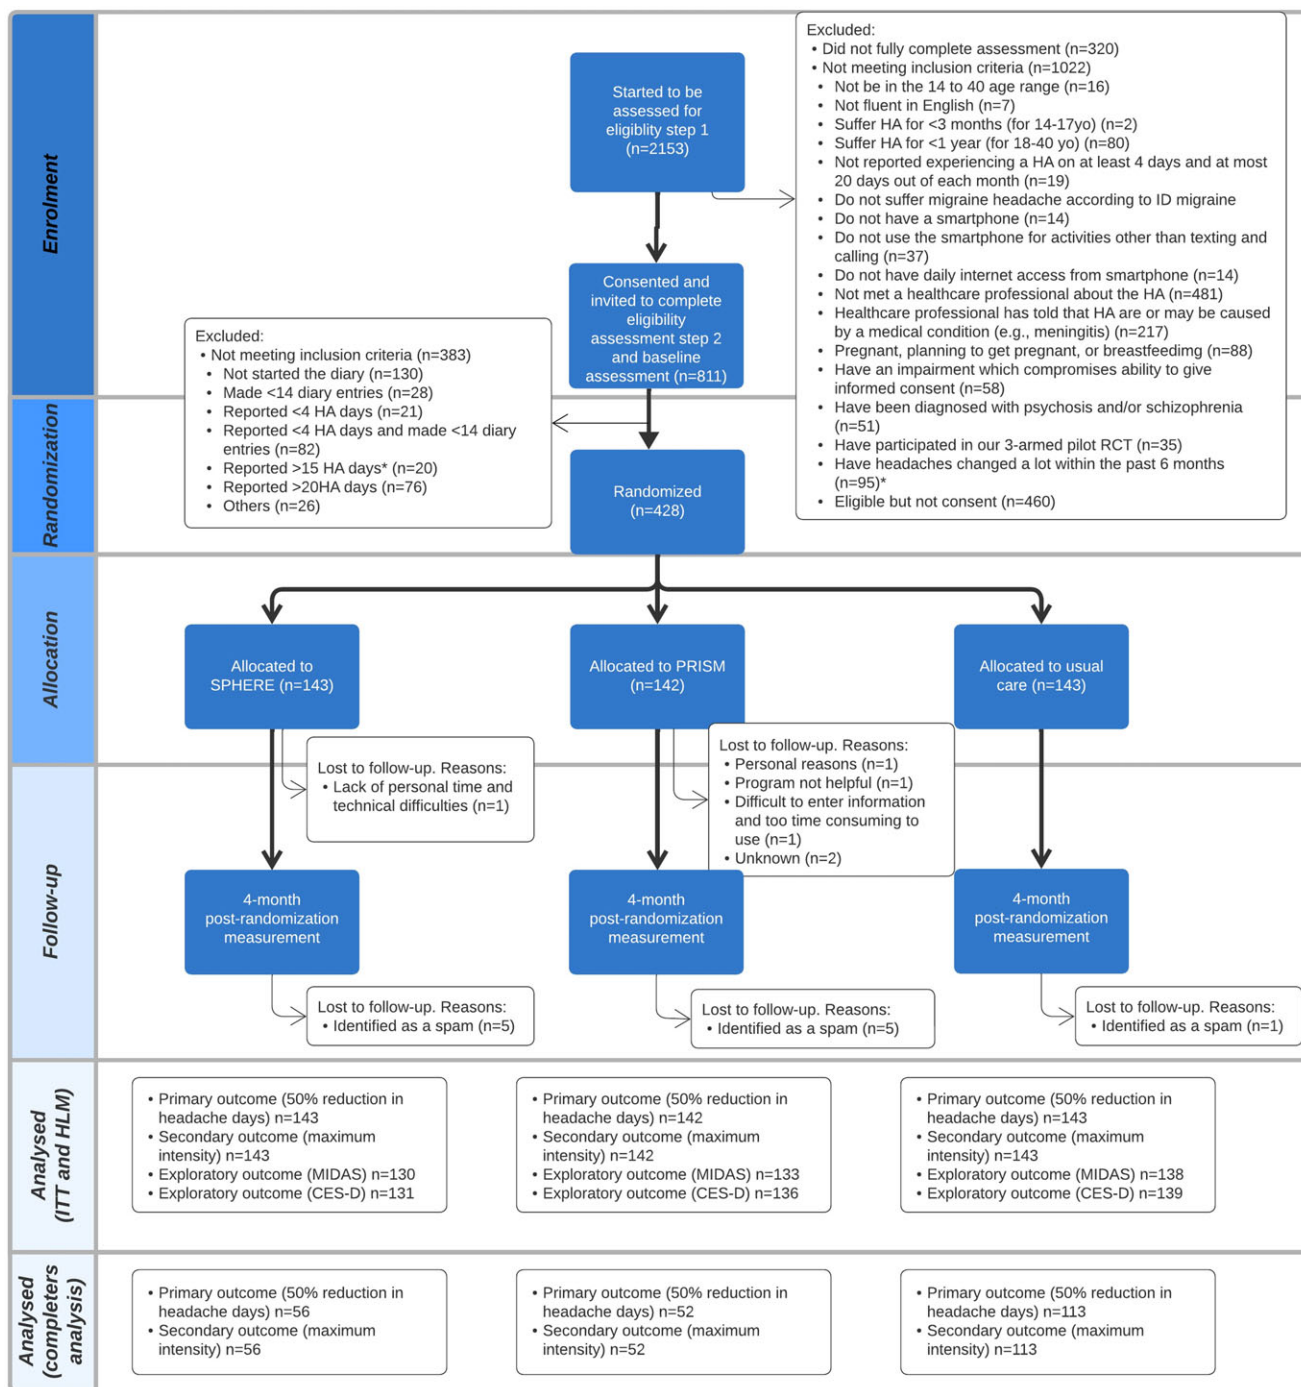 Enrolment
Started to be
assessed for
eligiblity step 1
(n=2153)
Excluded:
• Did not fully complete assessment (n=320)
• Not meeting inclusion criteria (n=1022)
• Not be in the 14 to 40 age range (n=16)
• Not fluent in English (n=7)
• Suffer HA for <3 months (for 14-17yo) (n=2)
• Suffer HA for <1 year (for 18-40 yo) (n=80)
• Not reported experiencing a HA on at least 4 days and at most
20 days out of each month (n=19)
• Do not suffer migraine headache according to ID migraine
• Do not have a smartphone (n=14)
• Do not use the smartphone for activities other than texting and
calling (n=37)
• Do not have daily internet access from smartphone (n=14)
• Not met a healthcare professional about the HA (n=481)
• Healthcare professional has told that HA are or may be caused
by a medical condition (e.g., meningitis) (n=217)
• Pregnant, planning to get pregnant, or breastfeedimg (n=88)
• Have an impairment which compromises ability to give
informed consent (n=58)
• Have been diagnosed with psychosis and/or schizophrenia
(n=51)
• Have participated in our 3-armed pilot RCT (n=35)
• Have headaches changed a lot within the past 6 months
(n=95)*
• Eligible but not consent (n=460)
Consented and
invited to complete
eligibility
assessment step 2
and baseline
assessment (n=811)
Excluded:
• Not meeting inclusion criteria (n=383)
• Not started the diary (n=130)
• Made <14 diary entries (n=28)
• Reported <4 HA days (n=21)
• Reported <4 HA days and made <14 diary
entries (n=82)
• Reported >15 HA days* (n=20)
• Reported >20HA days (n=76)
• Others (n=26)
Randomization
Randomized
(n=428)
Allocation
Allocated to
SPHERE (n=143)
Allocated to PRISM
(n=142)
Allocated to usual
care (n=143)
Lost to follow-up. Reasons:
• Lack of personal time and
technical difficulties (n=1)
Lost to follow-up. Reasons:
• Personal reasons (n=1)
• Program not helpful (n=1)
• Difficult to enter information
and too time consuming to
use (n=1)
• Unknown (n=2)
Follow-up
4-month
post-randomization
measurement
4-month
post-randomization
measurement
4-month
post-randomization
measurement
Lost to follow-up. Reasons:
• Identified as a spam (n=5)
Lost to follow-up. Reasons:
• Identified as a spam (n=5)
Lost to follow-up. Reasons:
• Identified as a spam (n=1)
Analysed
(ITT and HLM)
• Primary outcome (50% reduction in
headache days) n=143
• Secondary outcome (maximum
intensity) n=143
• Exploratory outcome (MIDAS) n=130
• Exploratory outcome (CES-D) n=131
• Primary outcome (50% reduction in
headache days) n=142
• Secondary outcome (maximum
intensity) n=142
• Exploratory outcome (MIDAS) n=133
• Exploratory outcome (CES-D) n=136
• Primary outcome (50% reduction in
headache days) n=143
• Secondary outcome (maximum
intensity) n=143
• Exploratory outcome (MIDAS) n=138
• Exploratory outcome (CES-D) n=139
Analysed
(completers
analysis)
• Primary outcome (50% reduction in
headache days) n=56
• Secondary outcome (maximum
intensity) n=56
• Primary outcome (50% reduction in
headache days) n=52
• Secondary outcome (maximum
intensity) n=52
• Primary outcome (50% reduction in
headache days) n=113
• Secondary outcome (maximum
intensity) n=113